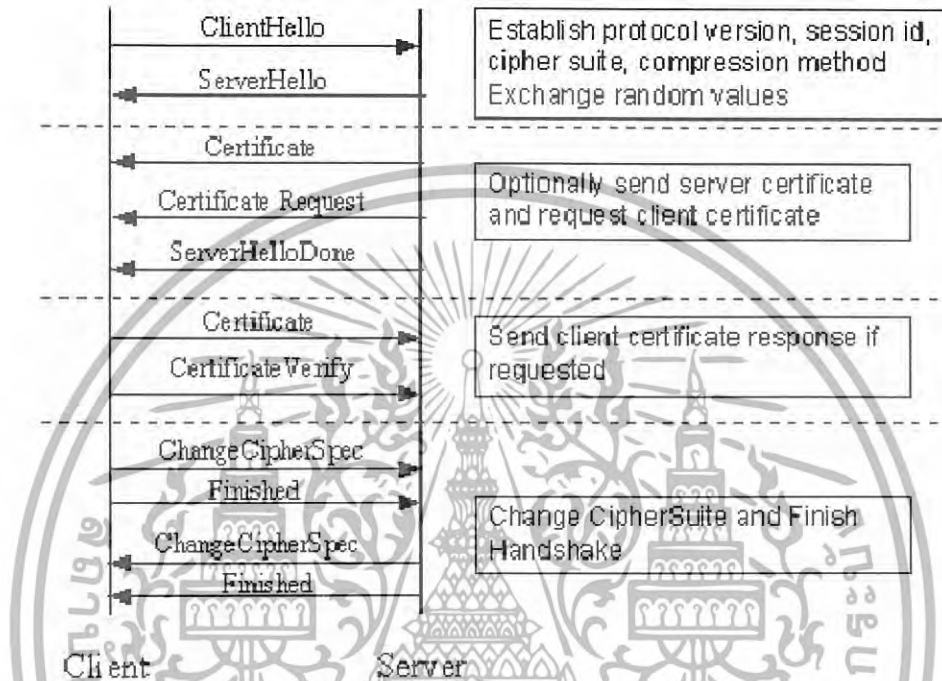 ClientHello
ServerHello
Establish protocol version, session id,
cipher suite, compression method
Exchange random values
Certificate
Certificate Request
ServerHelloDone
Optionally send server certificate
and request client certificate
Certificate
CertificateVerify
Send client certificate response if
requested
ChangeCipherSpec
Finished
ChangeCipherSpec
Finished
Change CipherSuite and Finish
Handshake
Client
Server